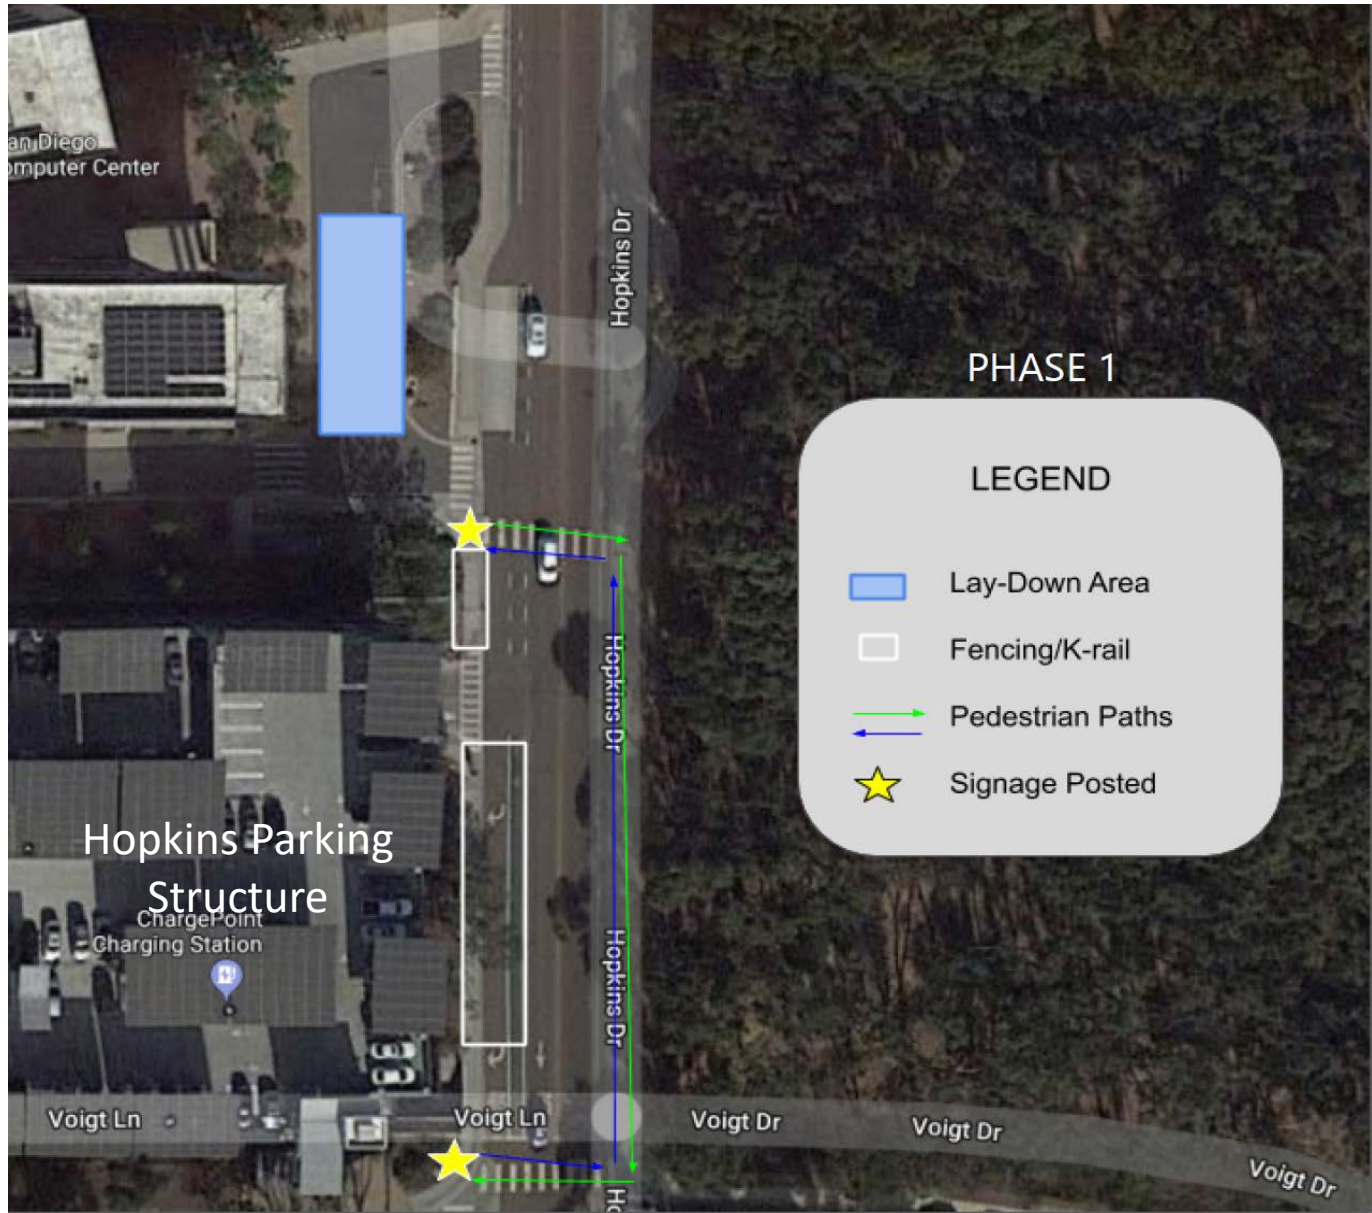 an Diego
omputer Center
Hopkins Dr
PHASE 1
LEGEND
Lay-Down Area
Fencing/K-rail
Pedestrian Paths
Signage Posted
Hopkins Dr
Hopkins Parking
Structure
ChargePoint
Charging Station
Hopkins Dr
Voigt Ln
Voigt Ln
Voigt Dr
Voigt Dr
Voigt Dr
Ho